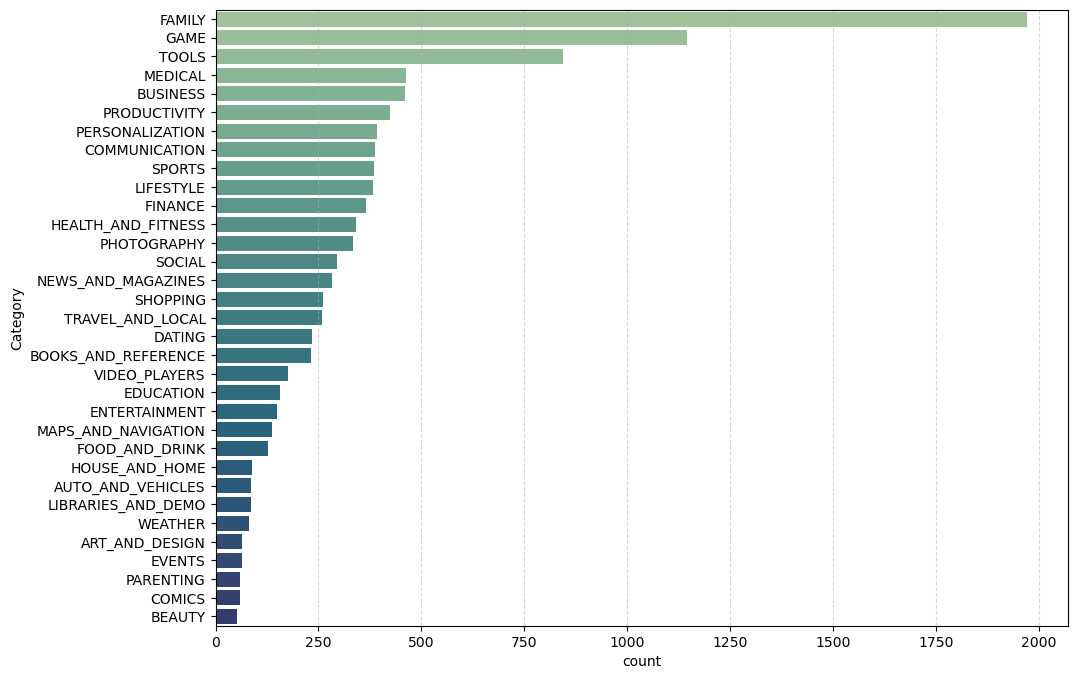 FAMILY
GAME
TOOLS
MEDICAL
BUSINESS
PRODUCTIVITY
PERSONALIZATION
COMMUNICATION
SPORTS
LIFESTYLE
FINANCE
HEALTH_AND_FITNESS
PHOTOGRAPHY
SOCIAL
NEWS_AND_MAGAZINES
SHOPPING
TRAVEL_AND_LOCAL
DATING
BOOKS_AND_REFERENCE
VIDEO_PLAYERS
EDUCATION
ENTERTAINMENT
MAPS_AND_NAVIGATION
FOOD_AND_DRINK
HOUSE_AND_HOME
AUTO_AND_VEHICLES
LIBRARIES_AND_DEMO
WEATHER
ART_AND_DESIGN
EVENTS
PARENTING
COMICS
BEAUTY
Category
0 250 500 750 1000 1250 1500 1750 2000
count